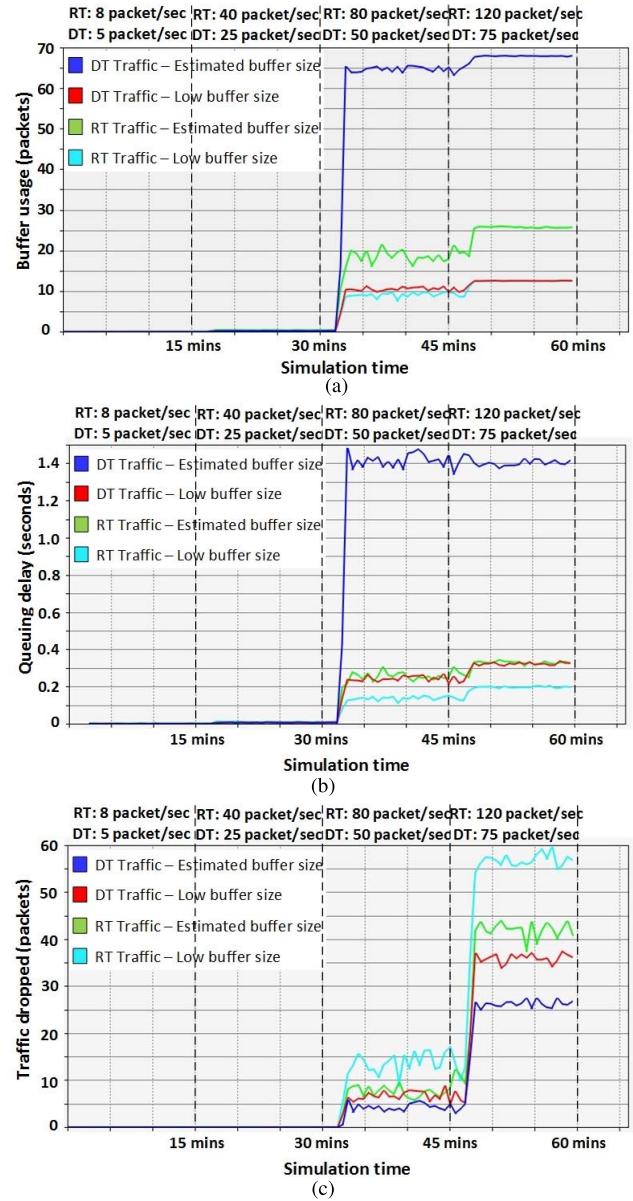 RT: 8 packet/sec RT: 40 packet/sec RT: 80 packet/sec RT: 120 packet/sec
DT: 5 packet/sec DT: 25 packet/sec DT: 50 packet/sec DT: 75 packet/sec
70
DT Traffic – Estimated buffer size
60
DT Traffic – Low buffer size
50
RT Traffic – Estimated buffer size
RT Traffic – Low buffer size
40
30
20
10
0
Buffer usage (packets)
15 mins 30 mins 45 mins 60 mins
Simulation time
(a)
RT: 8 packet/sec RT: 40 packet/sec RT: 80 packet/sec RT: 120 packet/sec
DT: 5 packet/sec DT: 25 packet/sec DT: 50 packet/sec DT: 75 packet/sec
1.4
DT Traffic – Estimated buffer size
1.2
DT Traffic – Low buffer size
1.0
RT Traffic – Estimated buffer size
RT Traffic – Low buffer size
0.8
0.6
0.4
0.2
0
Queuing delay (seconds)
15 mins 30 mins 45 mins 60 mins
Simulation time
(b)
RT: 8 packet/sec RT: 40 packet/sec RT: 80 packet/sec RT: 120 packet/sec
DT: 5 packet/sec DT: 25 packet/sec DT: 50 packet/sec DT: 75 packet/sec
60
DT Traffic – Estimated buffer size
50
DT Traffic – Low buffer size
RT Traffic – Estimated buffer size
40
RT Traffic – Low buffer size
30
20
10
0
Traffic dropped (packets)
15 mins 30 mins 45 mins 60 mins
Simulation time
(c)